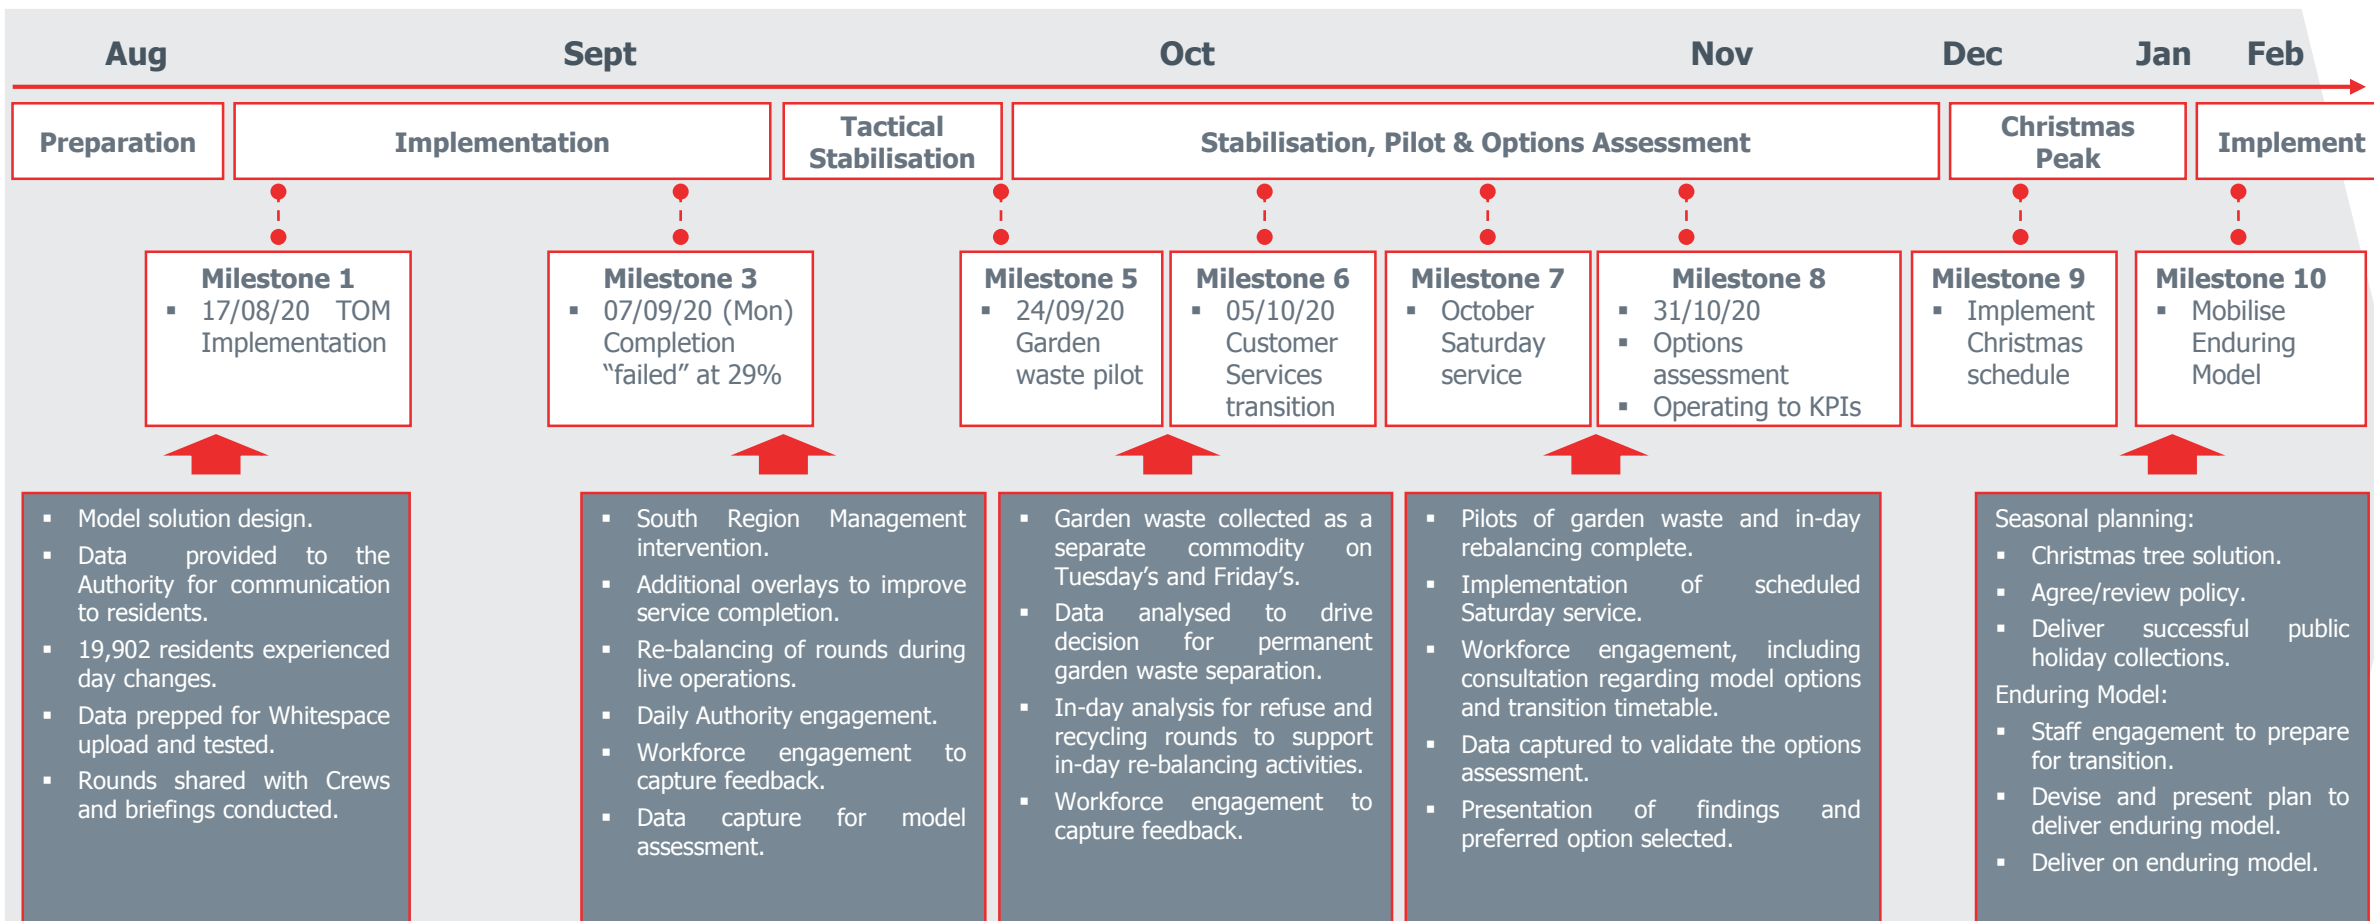 Aug
Sept
Oct
Nov
Dec
Jan
Feb
Preparation
Implementation
Tactical
Stabilisation
Stabilisation, Pilot & Options Assessment
Christmas
Peak
Implement
Milestone 1
▪ 17/08/20 TOM
Implementation
Milestone 3
▪ 07/09/20 (Mon)
Completion
“failed” at 29%
Milestone 5
▪ 24/09/20
Garden
waste pilot
Milestone 6
▪ 05/10/20
Customer
Services
transition
Milestone 7
▪ October
Saturday
service
Milestone 8
▪ 31/10/20
▪ Options
assessment
▪ Operating to KPIs
Milestone 9
▪ Implement
Christmas
schedule
Milestone 10
▪ Mobilise
Enduring
Model
▪ Model solution design.
▪ Data provided to the
Authority for communication
to residents.
▪ 19,902 residents experienced
day changes.
▪ Data prepped for Whitespace
upload and tested.
▪ Rounds shared with Crews
and briefings conducted.
▪ South Region Management
intervention.
▪ Additional overlays to improve
service completion.
▪ Re-balancing of rounds during
live operations.
▪ Daily Authority engagement.
▪ Workforce engagement to
capture feedback.
▪ Data capture for model
assessment.
▪ Garden waste collected as a
separate commodity on
Tuesday’s and Friday’s.
▪ Data analysed to drive
decision for permanent
garden waste separation.
▪ In-day analysis for refuse and
recycling rounds to support
in-day re-balancing activities.
▪ Workforce engagement to
capture feedback.
▪ Pilots of garden waste and in-day
rebalancing complete.
▪ Implementation of scheduled
Saturday service.
▪ Workforce engagement, including
consultation regarding model options
and transition timetable.
▪ Data captured to validate the options
assessment.
▪ Presentation of findings and
preferred option selected.
Seasonal planning:
▪ Christmas tree solution.
▪ Agree/review policy.
▪ Deliver successful public
holiday collections.
Enduring Model:
▪ Staff engagement to prepare
for transition.
▪ Devise and present plan to
deliver enduring model.
▪ Deliver on enduring model.